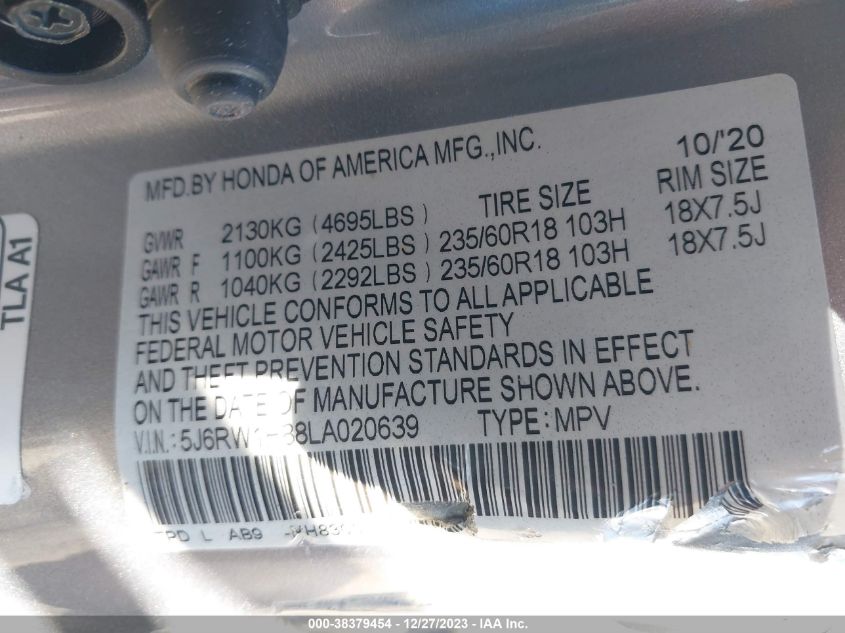 TLA A1
MFD.BY HONDA OF AMERICA MFG.,INC. 10/'20
GVWR 2130KG (4695LBS) TIRE SIZE RIM SIZE
GAWR F 1100KG (2425LBS) 235/60R18 103H 18X7.5J
GAWR R 1040KG (2292LBS) 235/60R18 103H 18X7.5J
THIS VEHICLE CONFORMS TO ALL APPLICABLE
FEDERAL MOTOR VEHICLE SAFETY
AND THEFT PREVENTION STANDARDS IN EFFECT
ON THE DATE OF MANUFACTURE SHOWN ABOVE.
V.I.N.: TYPE: MPV
L AB9
000-38379454 - 12/27/2023 - IAA Inc.